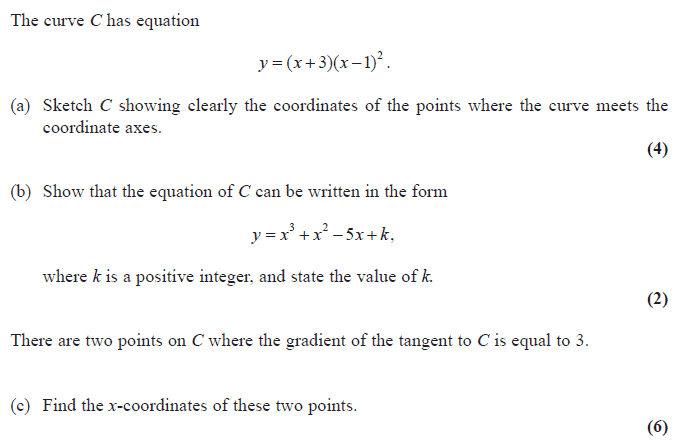 The curve C has equation
y = (x + 3)(x – 1)².
(a) Sketch C showing clearly the coordinates of the points where the curve meets the
coordinate axes.
(4)
(b) Show that the equation of C can be written in the form
y = x³ + x² – 5x + k,
where k is a positive integer, and state the value of k.
(2)
There are two points on C where the gradient of the tangent to C is equal to 3.
(c) Find the x-coordinates of these two points.
(6)